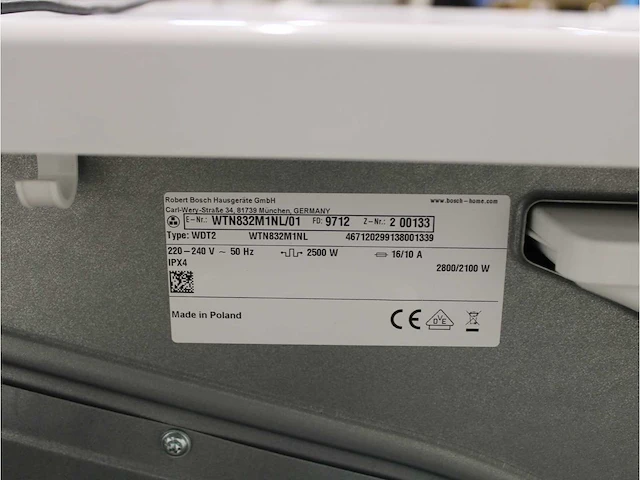 Robert Bosch Hausgeräte GmbH
www.bosch-home.com
Carl-Wery-Straße 34, 81739 München, GERMANY
E-Nr.: WTN832M1NL/01 FD: 9712 Z-Nr.: 2 00133
Type: WDT2 WTN832M1NL 467120299138001339
220-240 V ~ 50 Hz 2500 W 16/10 A
IPX4 2800/2100 W
Made in Poland CE DVE